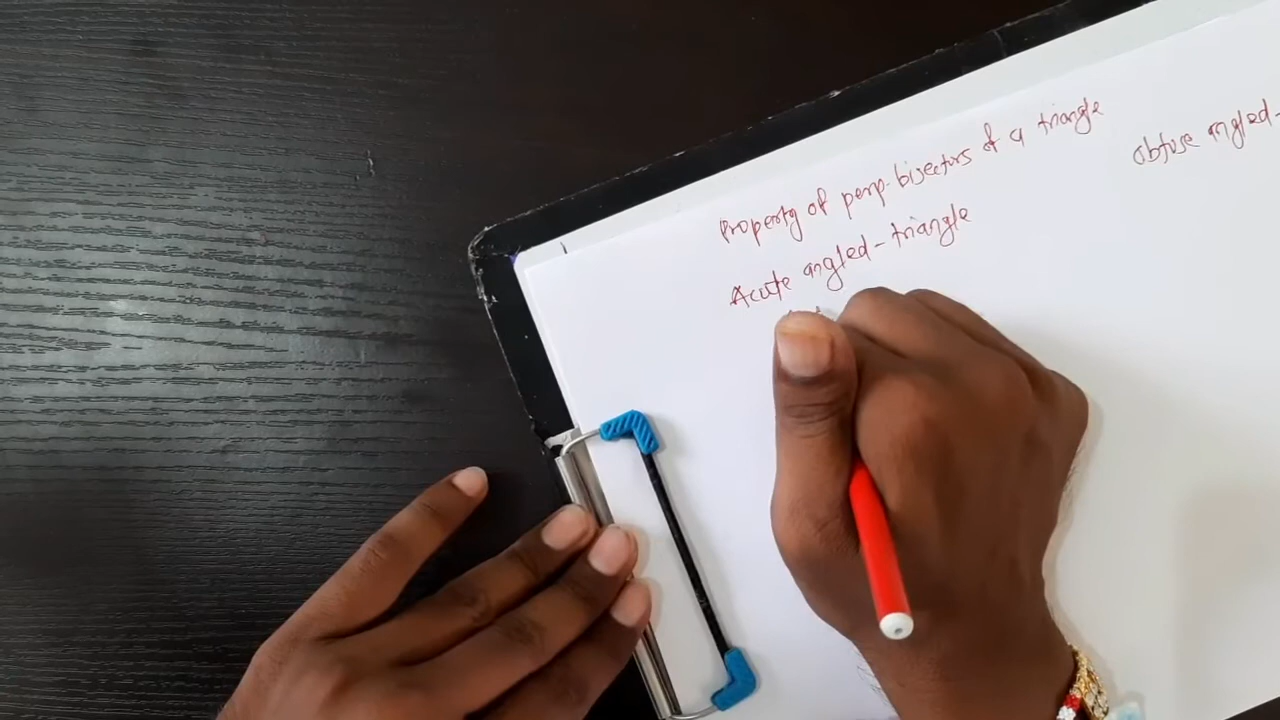 Property of perp. bisectors of a triangle
Acute angled - triangle
obtuse angled -